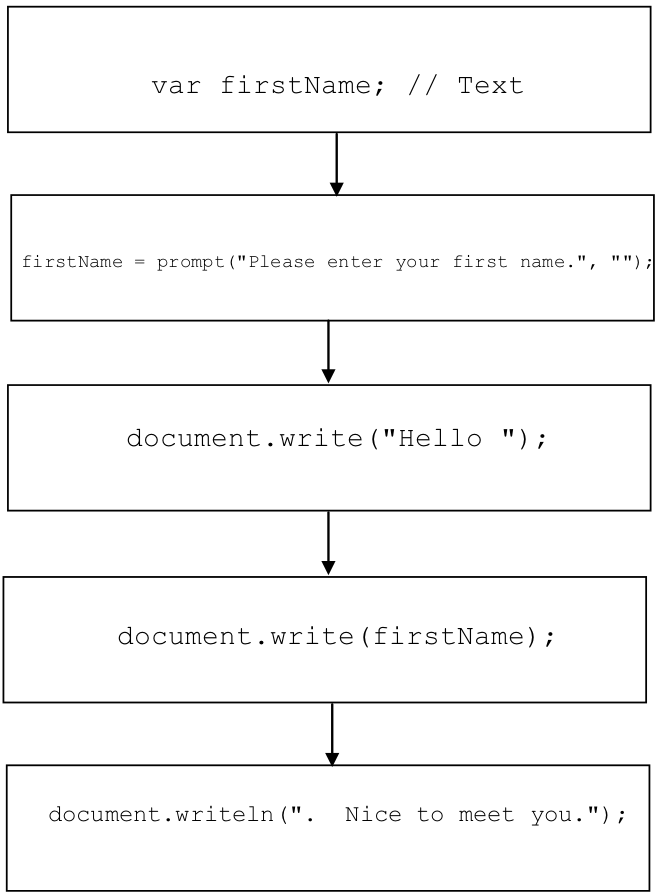 var firstName; // Text
firstName = prompt("Please enter your first name.", "");
document.write("Hello ");
document.write(firstName);
document.writeln(".  Nice to meet you.");